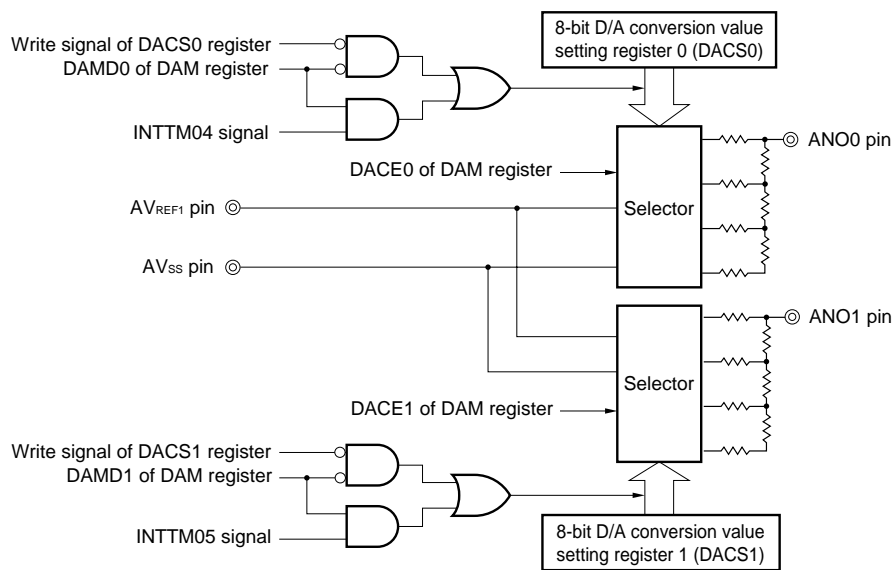 8-bit D/A conversion value
setting register 0 (DACS0)
Write signal of DACS0 register
DAMD0 of DAM register
INTTM04 signal
ANO0 pin
DACE0 of DAM register
Selector
AVREF1 pin
AVSS pin
ANO1 pin
Selector
DACE1 of DAM register
Write signal of DACS1 register
DAMD1 of DAM register
INTTM05 signal
8-bit D/A conversion value
setting register 1 (DACS1)